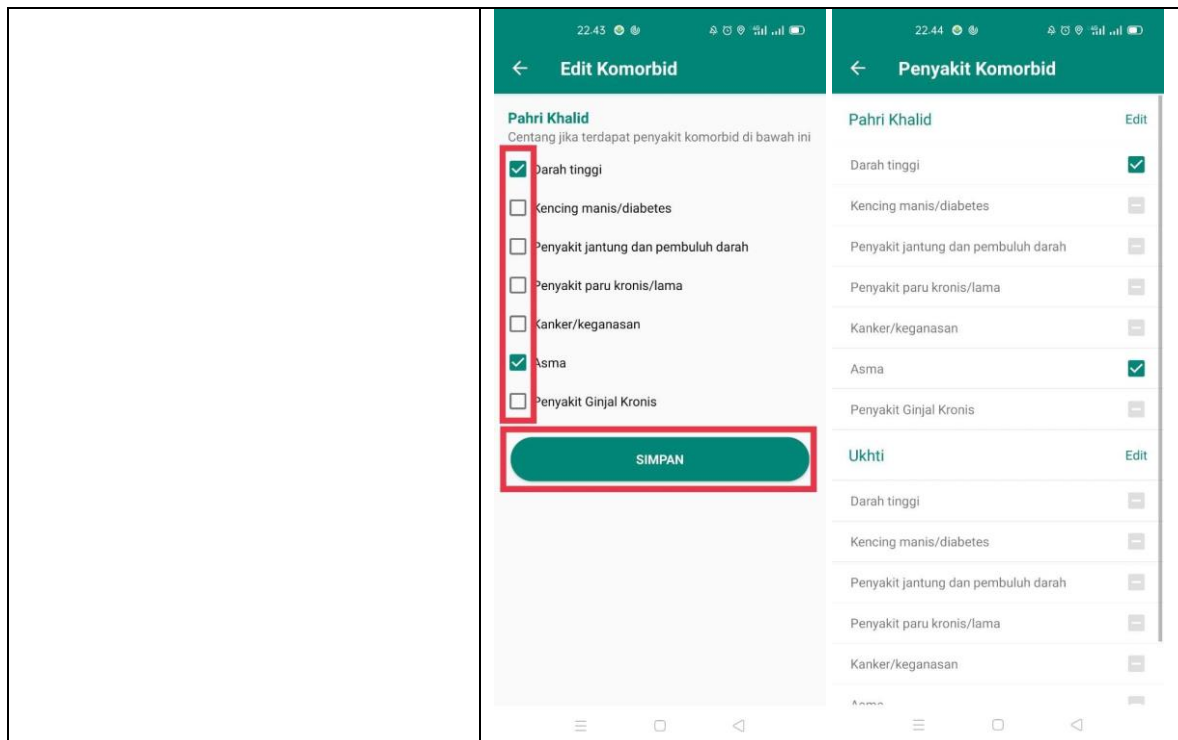 22.43
Edit Komorbid
Pahri Khalid
Centang jika terdapat penyakit komorbid di bawah ini
Darah tinggi
Kencing manis/diabetes
Penyakit jantung dan pembuluh darah
Penyakit paru kronis/lama
Kanker/keganasan
Asma
Penyakit Ginjal Kronis
SIMPAN
22.44
Penyakit Komorbid
Pahri Khalid Edit
Darah tinggi
Kencing manis/diabetes
Penyakit jantung dan pembuluh darah
Penyakit paru kronis/lama
Kanker/keganasan
Asma
Penyakit Ginjal Kronis
Ukhti Edit
Darah tinggi
Kencing manis/diabetes
Penyakit jantung dan pembuluh darah
Penyakit paru kronis/lama
Kanker/keganasan
Asma